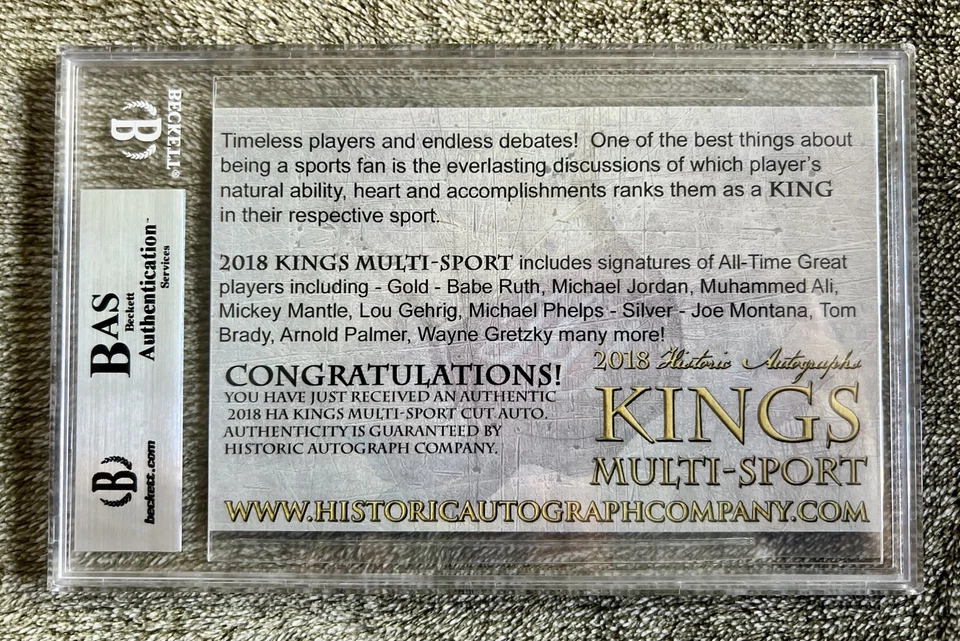 BECKETT®
B
BAS
Beckett
Authentication™
Services
B
beckett.com
Timeless players and endless debates! One of the best things about
being a sports fan is the everlasting discussions of which player's
natural ability, heart and accomplishments ranks them as a KING
in their respective sport.
2018 KINGS MULTI-SPORT includes signatures of All-Time Great
players including - Gold - Babe Ruth, Michael Jordan, Muhammed Ali,
Mickey Mantle, Lou Gehrig, Michael Phelps - Silver - Joe Montana, Tom
Brady, Arnold Palmer, Wayne Gretzky many more!
CONGRATULATIONS!
YOU HAVE JUST RECEIVED AN AUTHENTIC
2018 HA KINGS MULTI-SPORT CUT AUTO.
AUTHENTICITY IS GUARANTEED BY
HISTORIC AUTOGRAPH COMPANY.
2018 Historic Autographs
KINGS
MULTI-SPORT
WWW.HISTORICAUTOGRAPHCOMPANY.COM